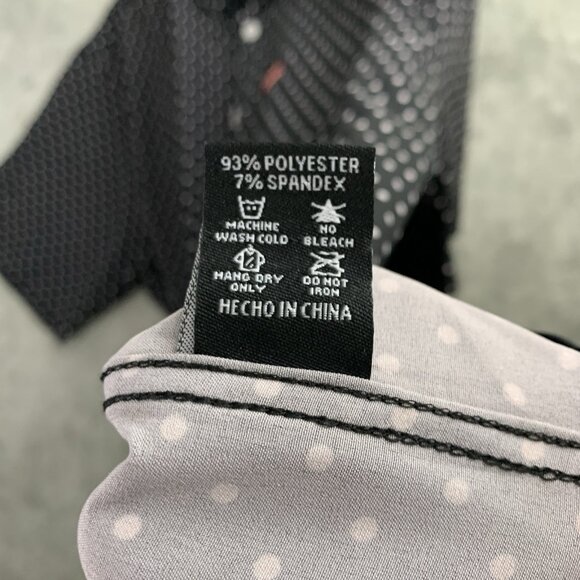 93% POLYESTER
7% SPANDEX
MACHINE
WASH COLD
NO
BLEACH
HANG DRY
ONLY
DO NOT
IRON
HECHO IN CHINA